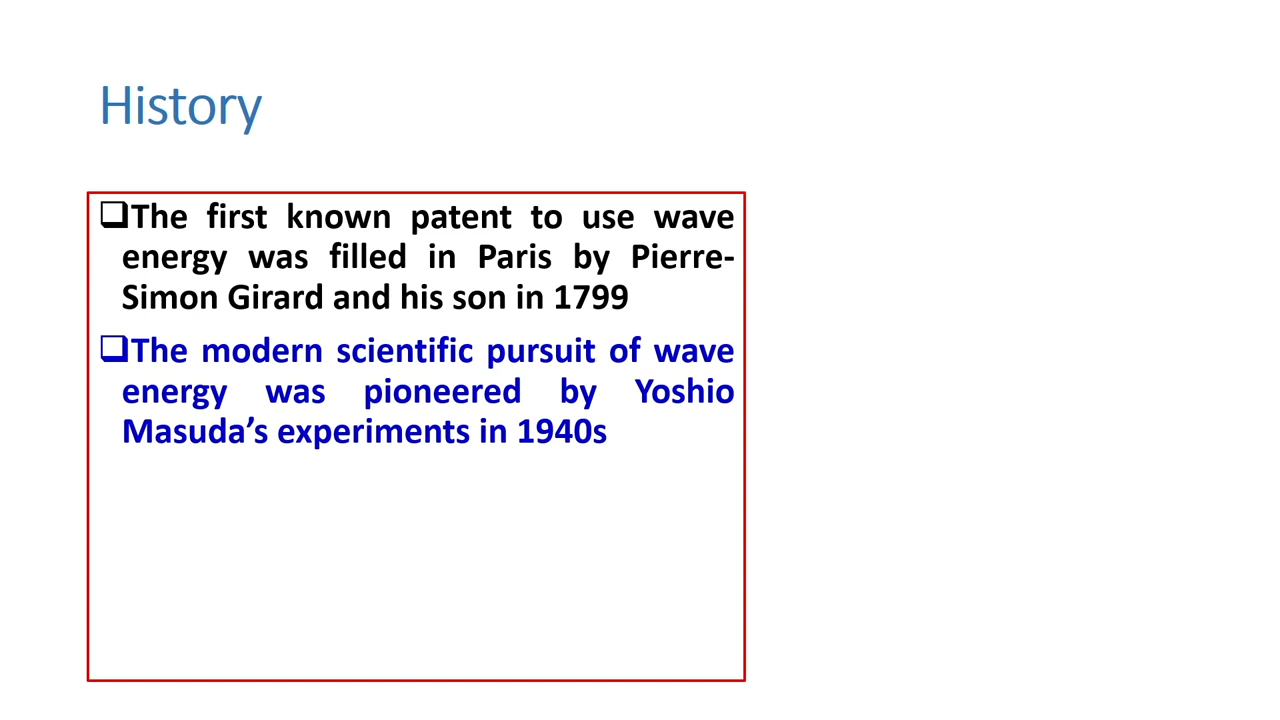 History
❑The first known patent to use wave
energy was filled in Paris by Pierre-
Simon Girard and his son in 1799
❑The modern scientific pursuit of wave
energy was pioneered by Yoshio
Masuda’s experiments in 1940s